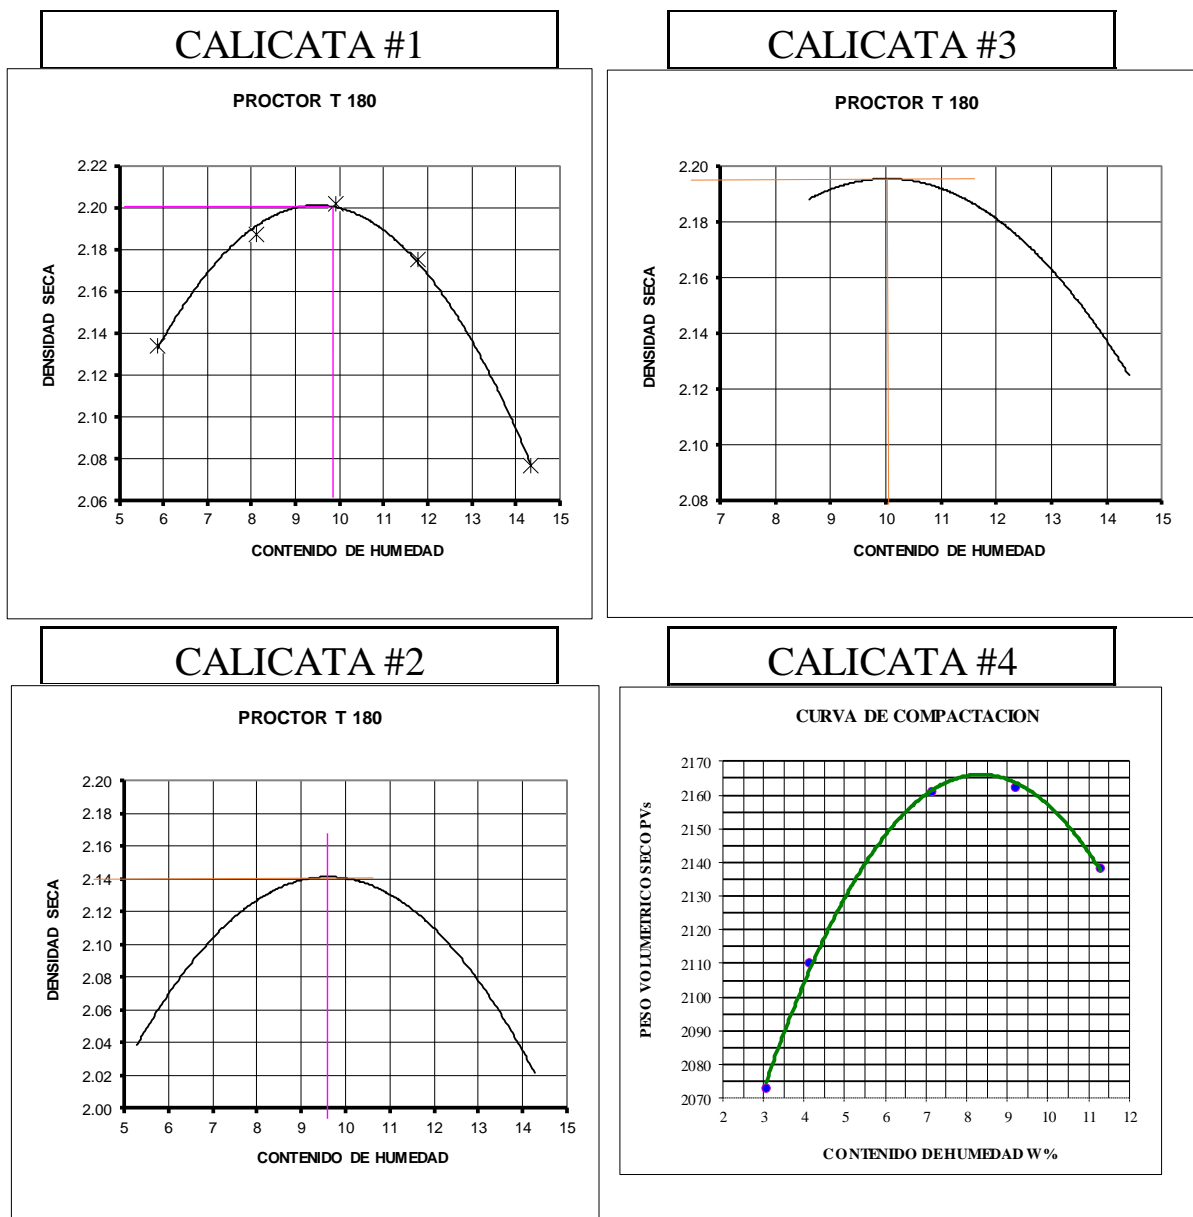 CALICATA #1
PROCTOR T 180
DENSIDAD SECA
2.22
2.20
2.18
2.16
2.14
2.12
2.10
2.08
2.06
5 6 7 8 9 10 11 12 13 14 15
CONTENIDO DE HUMEDAD
CALICATA #3
PROCTOR T 180
DENSIDAD SECA
2.20
2.18
2.16
2.14
2.12
2.10
2.08
7 8 9 10 11 12 13 14 15
CONTENIDO DE HUMEDAD
CALICATA #2
PROCTOR T 180
DENSIDAD SECA
2.20
2.18
2.16
2.14
2.12
2.10
2.08
2.06
2.04
2.02
2.00
5 6 7 8 9 10 11 12 13 14 15
CONTENIDO DE HUMEDAD
CALICATA #4
CURVA DE COMPACTACION
PESO VOLUMETRICO SECO PVs
2170
2160
2150
2140
2130
2120
2110
2100
2090
2080
2070
2 3 4 5 6 7 8 9 10 11 12
CONTENIDO DE HUMEDAD W%